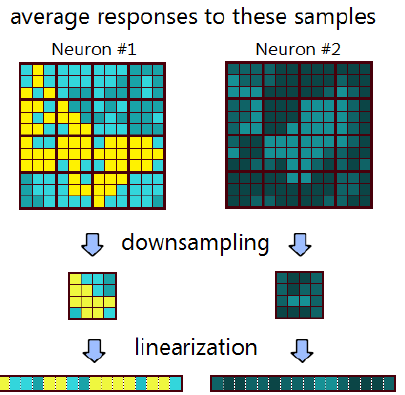 average responses to these samples
Neuron #1 Neuron #2
downsampling
linearization